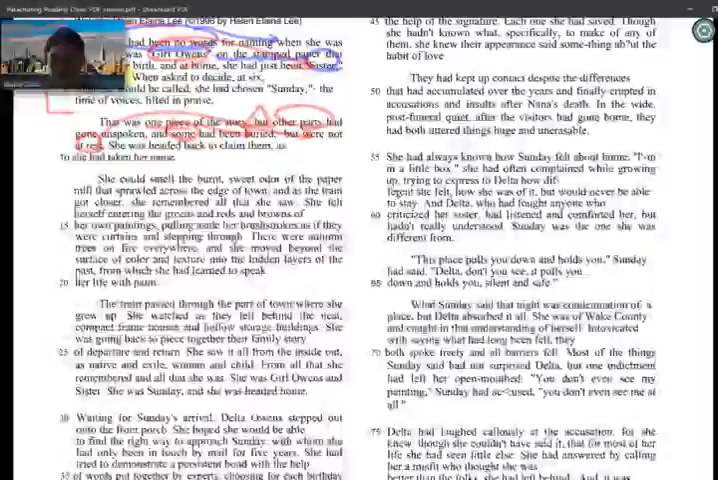 Paraphrasing Reading Claim PDF version.pdf - Drawboard PDF
Elaina Lee (©1996 by Helen Elaine Lee)
had been no words for naming when she was
was "Girl Owens" on the stamped paper that
birth, and at home, she had just been "Sister,"
When asked to decide, at six,
would be called, she had chosen "Sunday," the
time of voices, lifted in praise.
That was one piece of the story, but other parts had
gone unspoken, and some had been buried, but were not
at rest. She was headed back to claim them, as
10 she had taken her name.
She could smell the burnt, sweet odor of the paper
mill that sprawled across the edge of town, and as the train
got closer, she remembered all that she saw. She felt
herself entering the greens and reds and browns of
15 her own paintings, pulling aside her brushstrokes as if they
were curtains and stepping through. There were autumn
trees on fire everywhere, and she moved beyond the
surface of color and texture into the hidden layers of the
past, from which she had learned to speak
20 her life with paint.
The train passed through the part of town where she
grew up. She watched as they left behind the neat,
compact frame houses and hollow storage buildings. She
was going back to piece together their family story
25 of departure and return. She saw it all from the inside out,
as native and exile, woman and child. From all that she
remembered and all that she was. She was Girl Owens and
Sister. She was Sunday, and she was headed home.
30 Waiting for Sunday's arrival, Delta Owens stepped out
onto the front porch. She hoped she would be able
to find the right way to approach Sunday, with whom she
had only been in touch by mail for five years. She had
tried to demonstrate a persistent bond with the help
35 of words put together by experts, choosing for each birthday
45 the help of the signature. Each one she had saved. Though
she hadn't known what, specifically, to make of any of
them, she knew their appearance said some-thing ab?ut the
habit of love
They had kept up contact despite the differences
50 that had accumulated over the years and finally erupted in
accusations and insults after Nana's death. In the wide,
post-funeral quiet, after the visitors had gone home, they
had both uttered things huge and unerasable.
55 She had always known how Sunday felt about home.
m a little box" she had often complained while growing
up, trying to express to Delta how dif
fegent she felt, how she was of it, but would never be able
to stay. And Delta, who had fought anyone who
60 criticized her sister, had listened and comforted her, but
hadn't really understood. Sunday was the one she was
different from.
"This place pulls you down and holds you," Sunday
had said. "Delta, don't you see, it pulls you
65 down and holds you, silent and safe."
What Sunday said that night was condemnation of a
place, but Delta absorbed it all. She was of Wake County
and caught in that understanding of herself. Intoxicated
with saying what had long been felt, they
70 both spoke freely and all barriers fell. Most of the things
Sunday said had not surprised Delta, but one indictment
had left her open-mouthed: "You don't even see my
painting," Sunday had accused, "you don't even see me at
all."
75 Delta had laughed callously at the accusation, for she
knew, though she couldn't have said it, that for most of her
life she had seen little else. She had answered by calling
her a misfit who thought she was
better than the folks she had left behind. And, it was